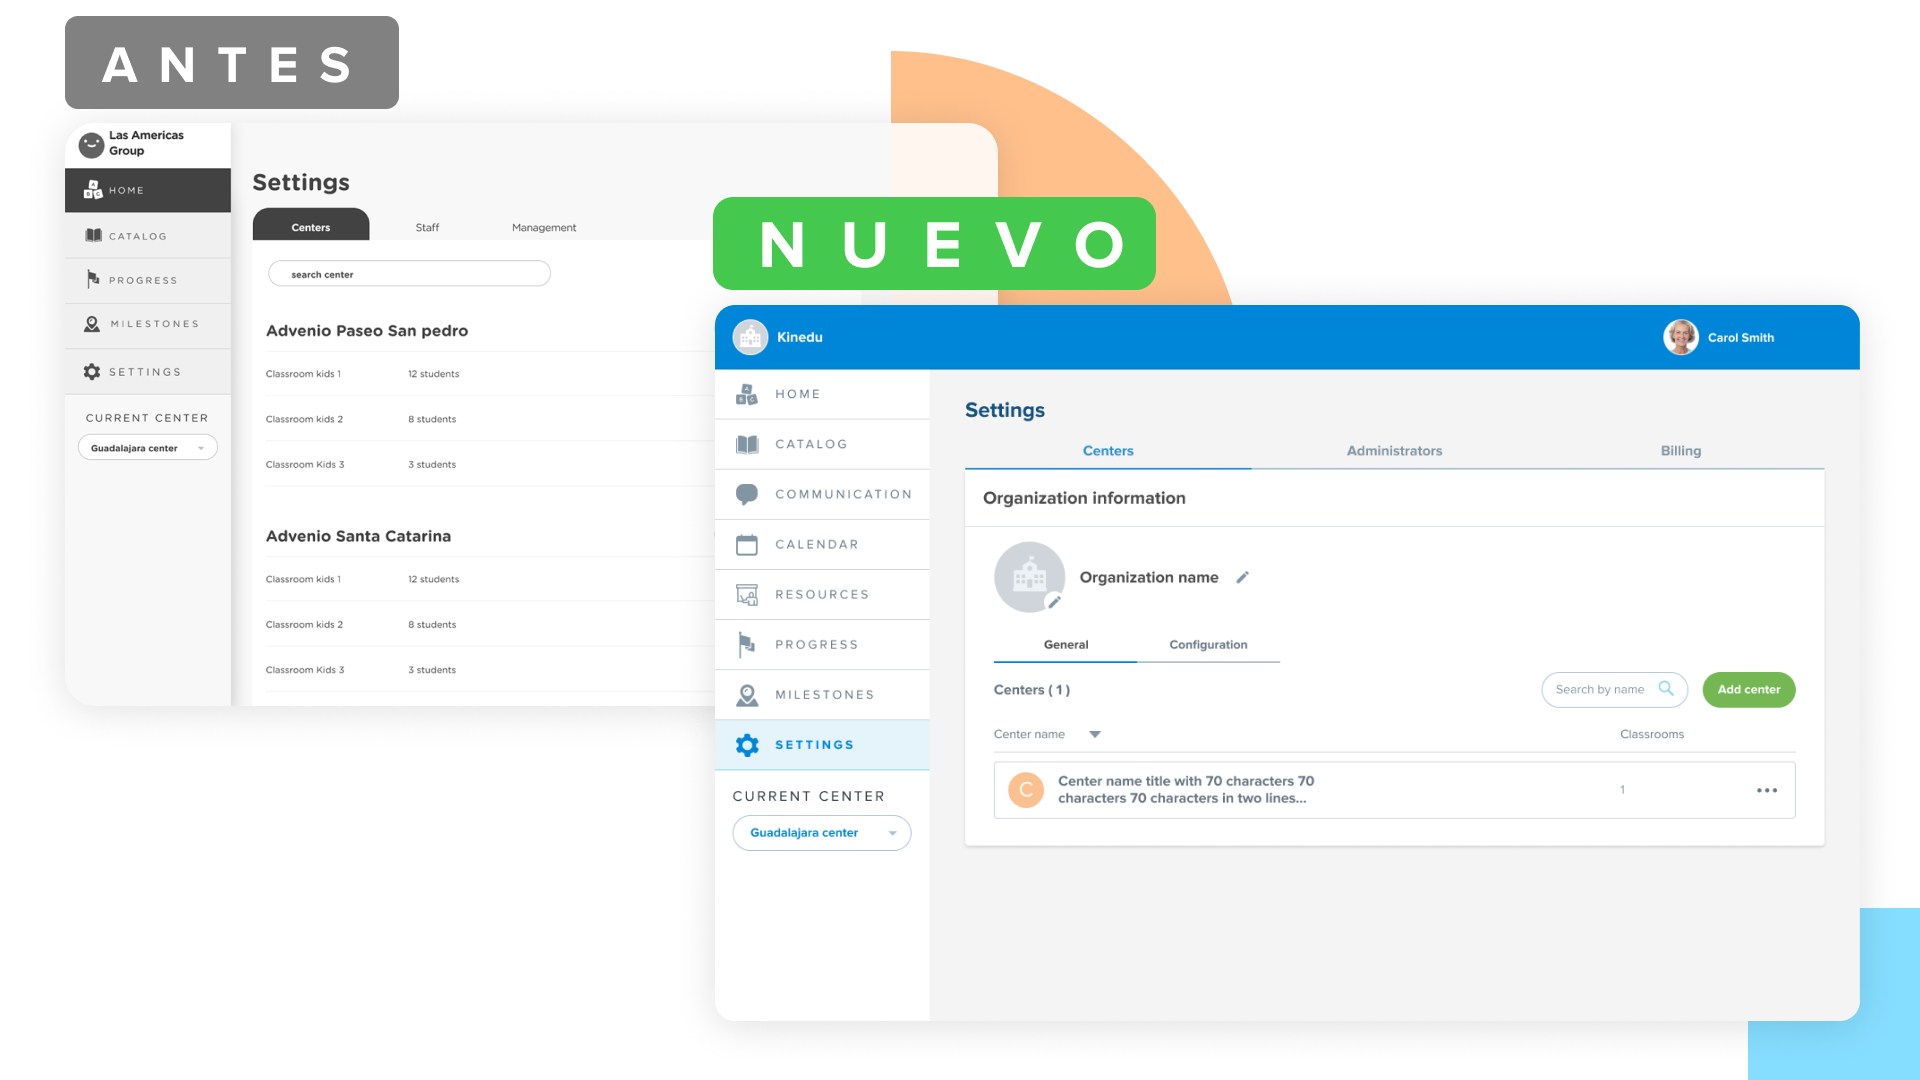 ANTES
Las Americas
Group
HOME
CATALOG
PROGRESS
MILESTONES
SETTINGS
CURRENT CENTER
Guadalajara center
Settings
Centers Staff Management
search center
Advenio Paseo San pedro
Classroom kids 1 12 students
Classroom kids 2 8 students
Classroom Kids 3 3 students
Advenio Santa Catarina
Classroom kids 1 12 students
Classroom kids 2 8 students
Classroom Kids 3 3 students
NUEVO
Kinedu
Carol Smith
HOME
CATALOG
COMMUNICATION
CALENDAR
RESOURCES
PROGRESS
MILESTONES
SETTINGS
CURRENT CENTER
Guadalajara center
Settings
Centers Administrators Billing
Organization information
Organization name
General Configuration
Centers ( 1 )
Search by name
Add center
Center name Classrooms
C
Center name title with 70 characters 70
characters 70 characters in two lines...
1